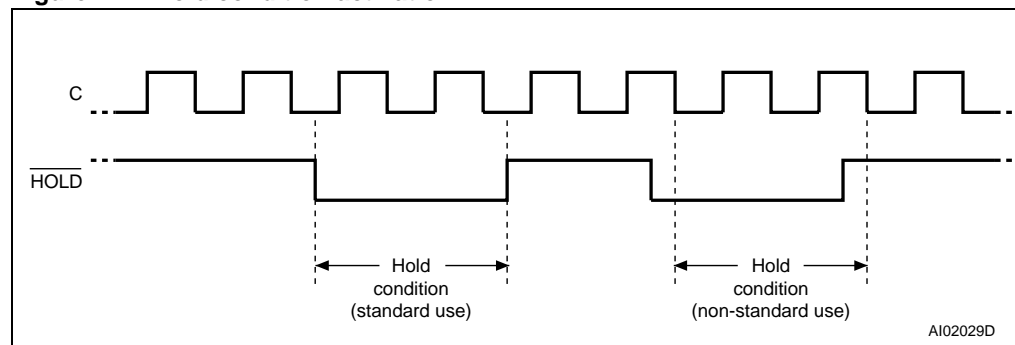 C
HOLD
Hold
condition
(standard use)
Hold
condition
(non-standard use)
AI02029D